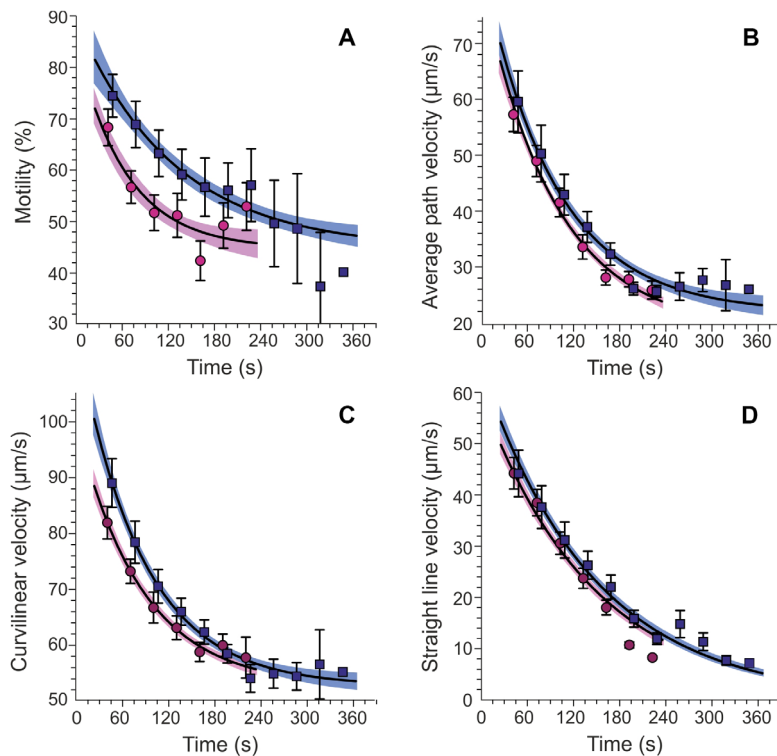 A
Motility (%)
90
80
70
60
50
40
30
0 60 120 180 240 300 360
Time (s)
B
Average path velocity (µm/s)
70
60
50
40
30
20
0 60 120 180 240 300 360
Time (s)
C
Curvilinear velocity (µm/s)
100
90
80
70
60
50
0 60 120 180 240 300 360
Time (s)
D
Straight line velocity (µm/s)
60
50
40
30
20
10
0
0 60 120 180 240 300 360
Time (s)